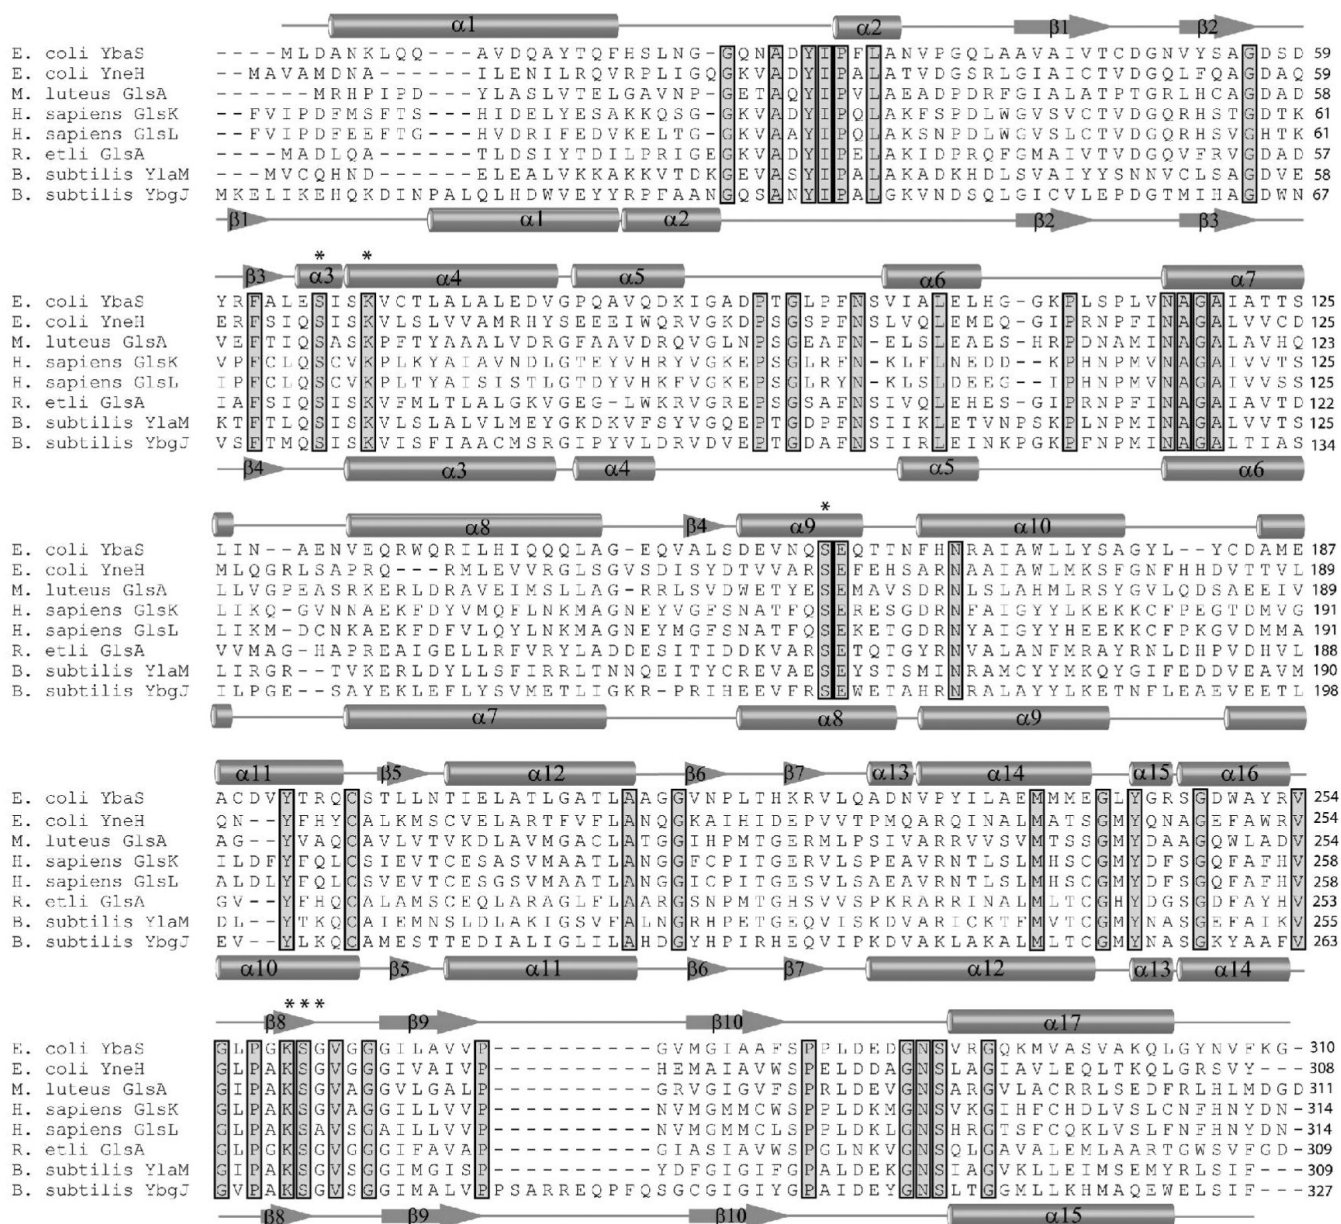 α1 α2 β1 β2
E. coli YbaS ----MLDANKLQQ---AVDQAYTQFHSLNG-GQNADYIPFLANVPGQLAAVAIVTCDGNVYSAGDSD 59
E. coli YneH --MAVAMDNA------ILENILRQVRPLIGQGKVADYIPALATVDGSRLGIAICTVDGQLFQAGDAQ 59
M. luteus GlsA ------MRHPIPD---YLASLVTELGAVNP-GETAQYIPVLAEADPDRFGIALATPTGRLHCAGDAD 58
H. sapiens GlsK --FVIPDFMSFTS---HIDELYESAKKQSG-GKVADYIPQLAKFSPDLWGVSVCTVDGQRHSTGDTK 61
H. sapiens GlsL --FVIPDFEEFTG---HVDRIFEDVKELTG-GKVAAYIPQLAKSNPDLWGVSLCTVDGQRHSVGHTK 61
R. etli GlsA ----MADLQA------TLDSIYTDILPRIGEGKVADYIPELAKIDPRQFGMAIVTVDGQVFRVGDAD 57
B. subtilis YlaM ----MVCQHND-----ELEALVKKAKKVTDKGEVASYIPALAKADKHDLSVAIYYSNNVCLSAGDVE 58
B. subtilis YbgJ MKELIKEHQKDINPALQLHDWVEYYRPFAANGQSANYIPALGKVNDSQLGICVLEPDGTMIHAGDWN 67
β1 α1 α2 β2 β3
* *
β3 α3 α4 α5 α6 α7
E. coli YbaS YRFALESISKVCTLALALEDVGPQAVQDKIGADPTGLPFNSVIALELHG-GKPLSPLVNAGAIATTS 125
E. coli YneH ERFSIQSISKVLSLVVAMRHYSEEEIWQRVGKDPSGSPFNSLVQLEMEQ-GIPRNPFINAGALVVCD 125
M. luteus GlsA VEFTIQSASKPFTYAAALVDRGFAAVDRQVGLNPSGEAFN-ELSLEAES-HRPDNAMINAGALAVHQ 123
H. sapiens GlsK VPFCLQSCVKPLKYAIAVNDLGTEYVHRYVGKEPSGLRFN-KLFLNEDD-KPHNPMVNAGAIVVTS 125
H. sapiens GlsL IPFCLQSCVKPLTYAISISTLGTDYVHKFVGKEPSGLRYN-KLSLDEEG--IPHNPMVNAGAIVVSS 125
R. etli GlsA IAFSIQSISKVFMLTLALGKVGEG-LWKRVGREPSGSAFNSIVQLEHES-GIPRNPFINAGAIAVTD 122
B. subtilis YlaM KTFTLQSISKVLSLALVLMEYGKDKVFSYVGQEPTGDPFNSIIKLETVNPSKPLNPMINAGALVVTS 125
B. subtilis YbgJ VSFTMQSISKVISFIAACMSRGIPYVLDRVDVEPTGDAFNSIIRLEINKPGKPFNPMINAGALTIAS 134
β4 α3 α4 α5 α6
*
α8 β4 α9 α10
E. coli YbaS LIN--AENVEQRWQRILHIQQQLAG-EQVALSDEVNQSEQTTNFHNRAIAWLLYSAGYL--YCDAME 187
E. coli YneH MLQGRLSAPRQ---RMLEVVRGLSGVSDISYDTVVARSEFEHSARNAAIAWLMKSFGNFHHDVTTVL 189
M. luteus GlsA LLVGPEASRKERLDRAVEIMSLLAG-RRLSVDWETYESEMAVSDRNLSLAHMLRSYGVLQDSAEEIV 190
H. sapiens GlsK LIKQ-GVNNAEKFDYVMQFLNKMAGNEYVGFSNATFQSERESGDRNFAIGYYLKEKKCFPEGTDMVG 191
H. sapiens GlsL LIKM-DCNKAEKFDFVLQYLNKMAGNEYMGFSNATFQSEKETGDRNYAIGYYHEEKKCFPKGVDMMA 191
R. etli GlsA VVMAG-HAPREAIGELLRFVRYLADDESITIDDKVARSETQTGYRNVALANFMRAYRNLDHPVDHVL 188
B. subtilis YlaM LIRGR--TVKERLDYLLSFIRRLTNNQEITYCREVAESEYSTSMINRAMCYYMKQYGIFEDDVEAVM 190
B. subtilis YbgJ ILPGE--SAYEKLEFLYSVMETLIGKR-PRIHEEVFRSEWETAHRNRALAYYLKETNFLEAEVEETL 198
α7 α8 α9
α11 β5 α12 β6 β7 α13 α14 α15 α16
E. coli YbaS ACDVYTRQCSTLLNTIELATLGATLAAGGVNPLTHKRVLQADNVPYILAEMMMEGLYGRSGDWAYRV 254
E. coli YneH QN--YFHYCALKMSCVELARTFVFLANQGKAIHIDEPVVTPMQARQINALMATSGMYQNAGEFAWRV 254
M. luteus GlsA AG--YVAQCAVLVTVKDLAVMGACLATGGIHPMTGERMLPSIVARRVVSVMTSSGMYDAAGQWLADV 254
H. sapiens GlsK ILDFYFQLCSIEVTCESASVMAATLANGGFCPITGERVLSPEAVRNTLSLMHSCGMYDFSGQFAFHV 258
H. sapiens GlsL ALDLYFQLCSVEVTCESGSVMAATLANGGICPITGESVLSAEAVRNTLSLMHSCGMYDFSGQFAFHV 258
R. etli GlsA GV--YFHQCALAMSCEQLARAGLFLAARGSNPMTGHSVVSPKRARRINALMLTCGHYDGSGDFAYHV 253
B. subtilis YlaM DL--YTKQCAIEMNSLDLAKIGSVFALNGRHPETGEQVISKDVARICKTFMVTCGMYNASGEFAIKV 255
B. subtilis YbgJ EV--YLKQCAMESTTEDIALIGLILAHDGYHPIRHEQVIPKDVAKLAKALMLTCGMYNASGKYAAFV 263
α10 β5 α11 β6 β7 α12 α13 α14
***
β8 β9 β10 α17
E. coli YbaS GLPGKSGVGGGILAVVP-----------GVMGIAAFSPPLDEDGNSVRGQKMVASVAKQLGYNVFKG- 310
E. coli YneH GLPAKSGVGGGIVAIVP-----------HEMAIAVWSPELDDAGNSLAGIAVLEQLTKQLGRSVY--- 308
M. luteus GlsA GIPAKSGVAGGVLGALP-----------GRVGIGVFSPRLDEVGNSARGVLACRRLSEDFRLHLMDGD 311
H. sapiens GlsK GLPAKSGVAGGILLVVP-----------NVMGMMCWSPPLDKMGNSVKGIHFCHDLVSLCNFHNYDN- 314
H. sapiens GlsL GLPAKSAVSGAILLVVP-----------NVMGMMCLSPPLDKLGNSHRGTSFCQKLVSLFNFHNYDN- 314
R. etli GlsA GLPGKSGVGGGIFAVAP-----------GIASIAVWSPGLNKVGNSQLGAVALEMLAARTGWSVFGD- 309
B. subtilis YlaM GIPAKSGVSGGIMGISP-----------YDFGIGIFGPALDEKGNSIAGVKLLEIMSEMYRLSIF--- 309
B. subtilis YbgJ GVPAKSGVSGGIMALVPPSARREQPFQSGCGIGIYGPAIDEYGNSLTGGMLLKHMAQEWELSIF--- 327
β8 β9 β10 α15